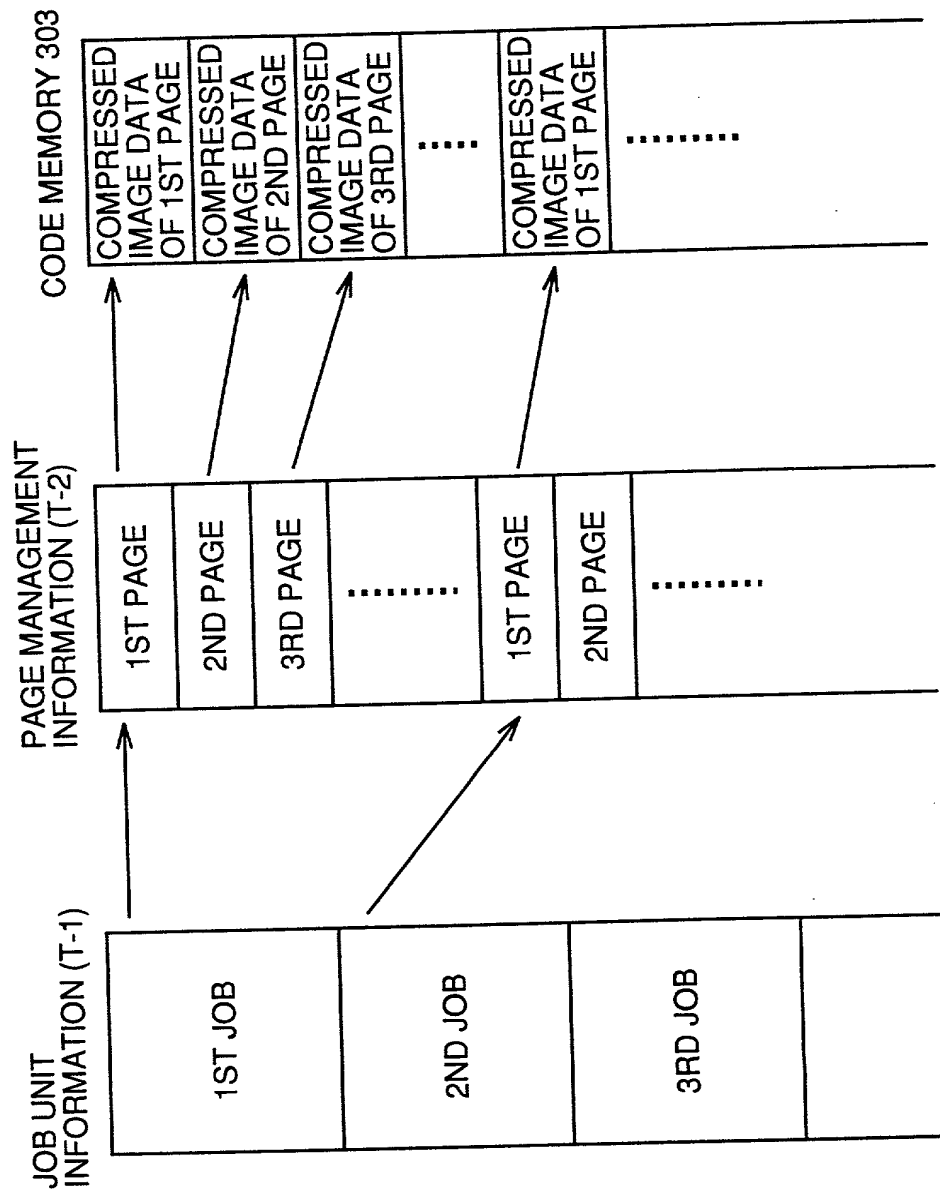 JOB UNIT
INFORMATION (T-1)
1ST JOB
2ND JOB
3RD JOB
PAGE MANAGEMENT
INFORMATION (T-2)
1ST PAGE
2ND PAGE
3RD PAGE
1ST PAGE
2ND PAGE
CODE MEMORY 303
COMPRESSED
IMAGE DATA
OF 1ST PAGE
COMPRESSED
IMAGE DATA
OF 2ND PAGE
COMPRESSED
IMAGE DATA
OF 3RD PAGE
COMPRESSED
IMAGE DATA
OF 1ST PAGE